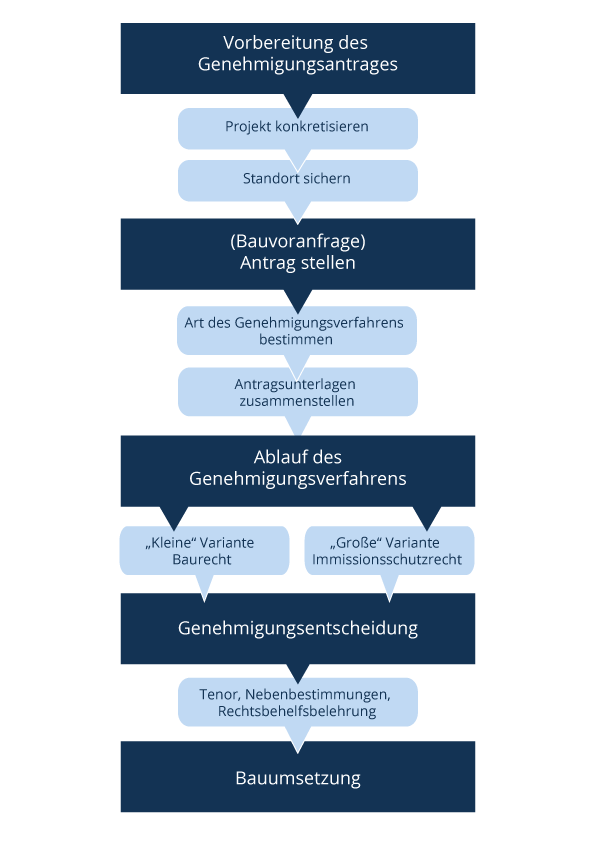 Vorbereitung des
Genehmigungsantrages
Projekt konkretisieren
Standort sichern
(Bauvoranfrage)
Antrag stellen
Art des Genehmigungsverfahrens
bestimmen
Antragsunterlagen
zusammenstellen
Ablauf des
Genehmigungsverfahrens
„Kleine“ Variante
Baurecht
„Große“ Variante
Immissionsschutzrecht
Genehmigungsentscheidung
Tenor, Nebenbestimmungen,
Rechtsbehelfsbelehrung
Bauumsetzung